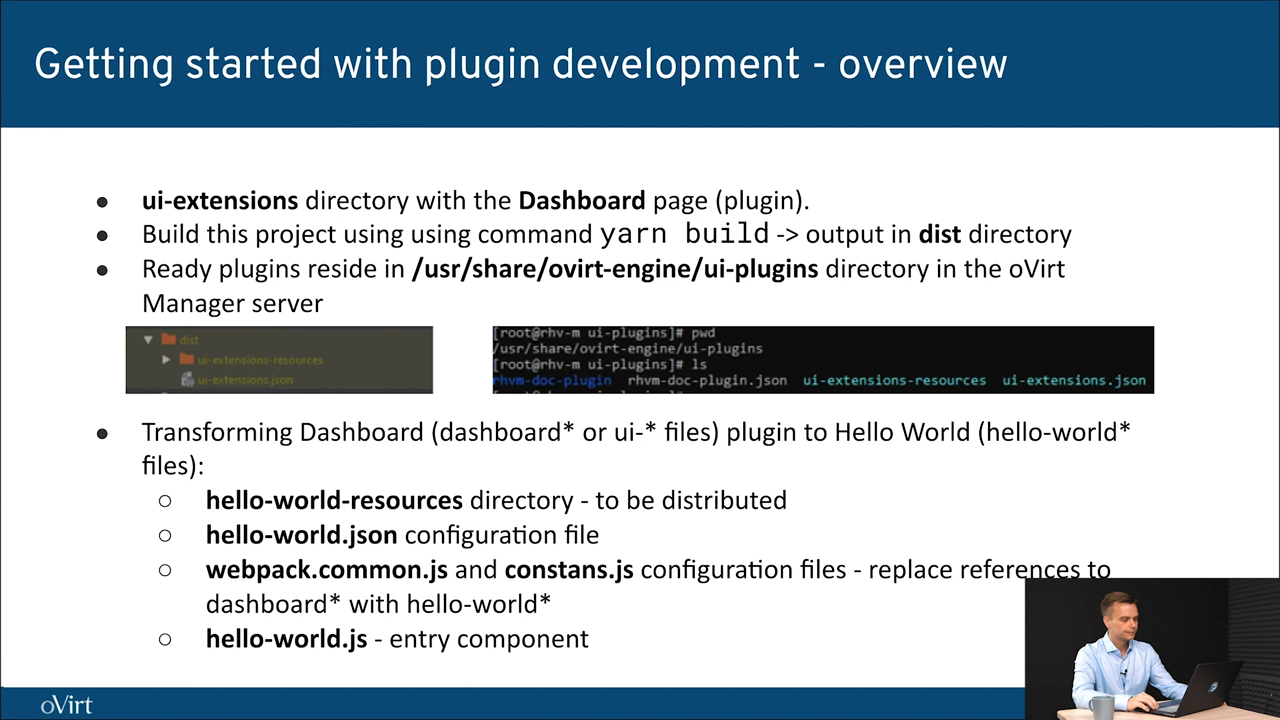 Getting started with plugin development - overview
● ui-extensions directory with the Dashboard page (plugin).
● Build this project using using command yarn build -> output in dist directory
● Ready plugins reside in /usr/share/ovirt-engine/ui-plugins directory in the oVirt
Manager server
dist
ui-extensions-resources
ui-extensions.json
[root@rhv-m ui-plugins]# pwd
/usr/share/ovirt-engine/ui-plugins
[root@rhv-m ui-plugins]# ls
rhvm-doc-plugin rhvm-doc-plugin.json ui-extensions-resources ui-extensions.json
● Transforming Dashboard (dashboard* or ui-* files) plugin to Hello World (hello-world*
files):
○ hello-world-resources directory - to be distributed
○ hello-world.json configuration file
○ webpack.common.js and constans.js configuration files - replace references to
dashboard* with hello-world*
○ hello-world.js - entry component
oVirt